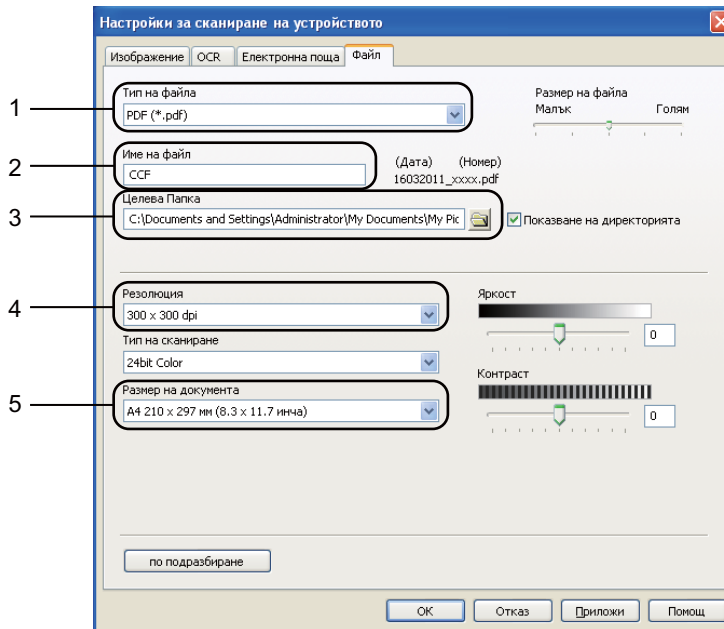 Настройки за сканиране на устройството
Изображение OCR Електронна поща Файл
1
Тип на файла
PDF (*.pdf)
Размер на файла
Малък Голям
2
Име на файл
CCF
(Дата) (Номер)
16032011_xxxx.pdf
3
Целева Папка
C:\Documents and Settings\Administrator\My Documents\My Pic
Показване на директорията
4
Резолюция
300 x 300 dpi
Тип на сканиране
24bit Color
5
Размер на документа
A4 210 x 297 мм (8.3 x 11.7 инча)
Яркост
0
Контраст
0
по подразбиране
ОК Отказ Приложи Помощ